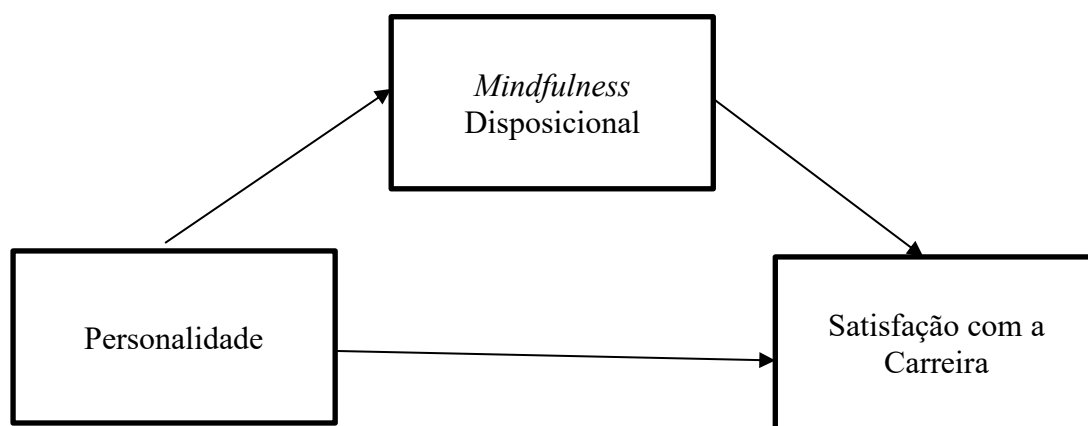 Mindfulness
Disposicional
Personalidade
Satisfação com a
Carreira